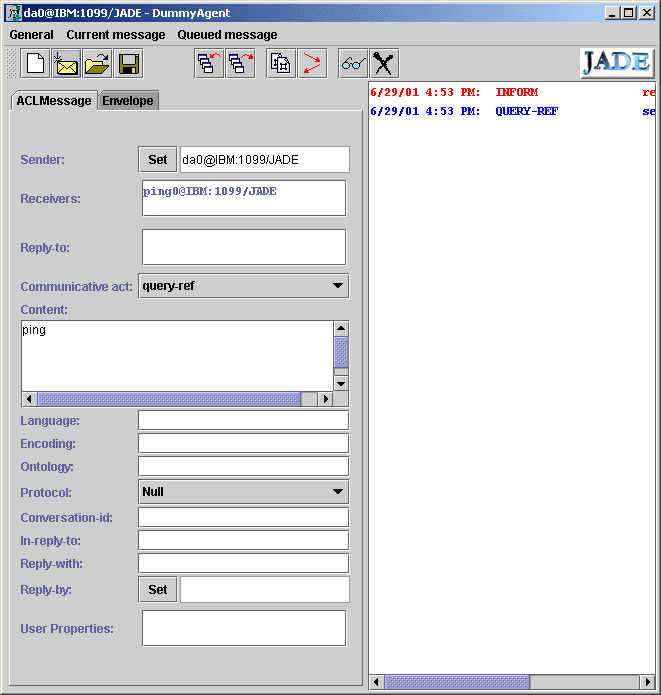 da0@IBM:1099/JADE - DummyAgent
General Current message Queued message
JADE
ACLMessage Envelope
Sender: Set da0@IBM:1099/JADE
Receivers: ping0@IBM:1099/JADE
Reply-to:
Communicative act: query-ref
Content:
ping
Language:
Encoding:
Ontology:
Protocol: Null
Conversation-id:
In-reply-to:
Reply-with:
Reply-by: Set
User Properties:
6/29/01 4:53 PM: INFORM re
6/29/01 4:53 PM: QUERY-REF se